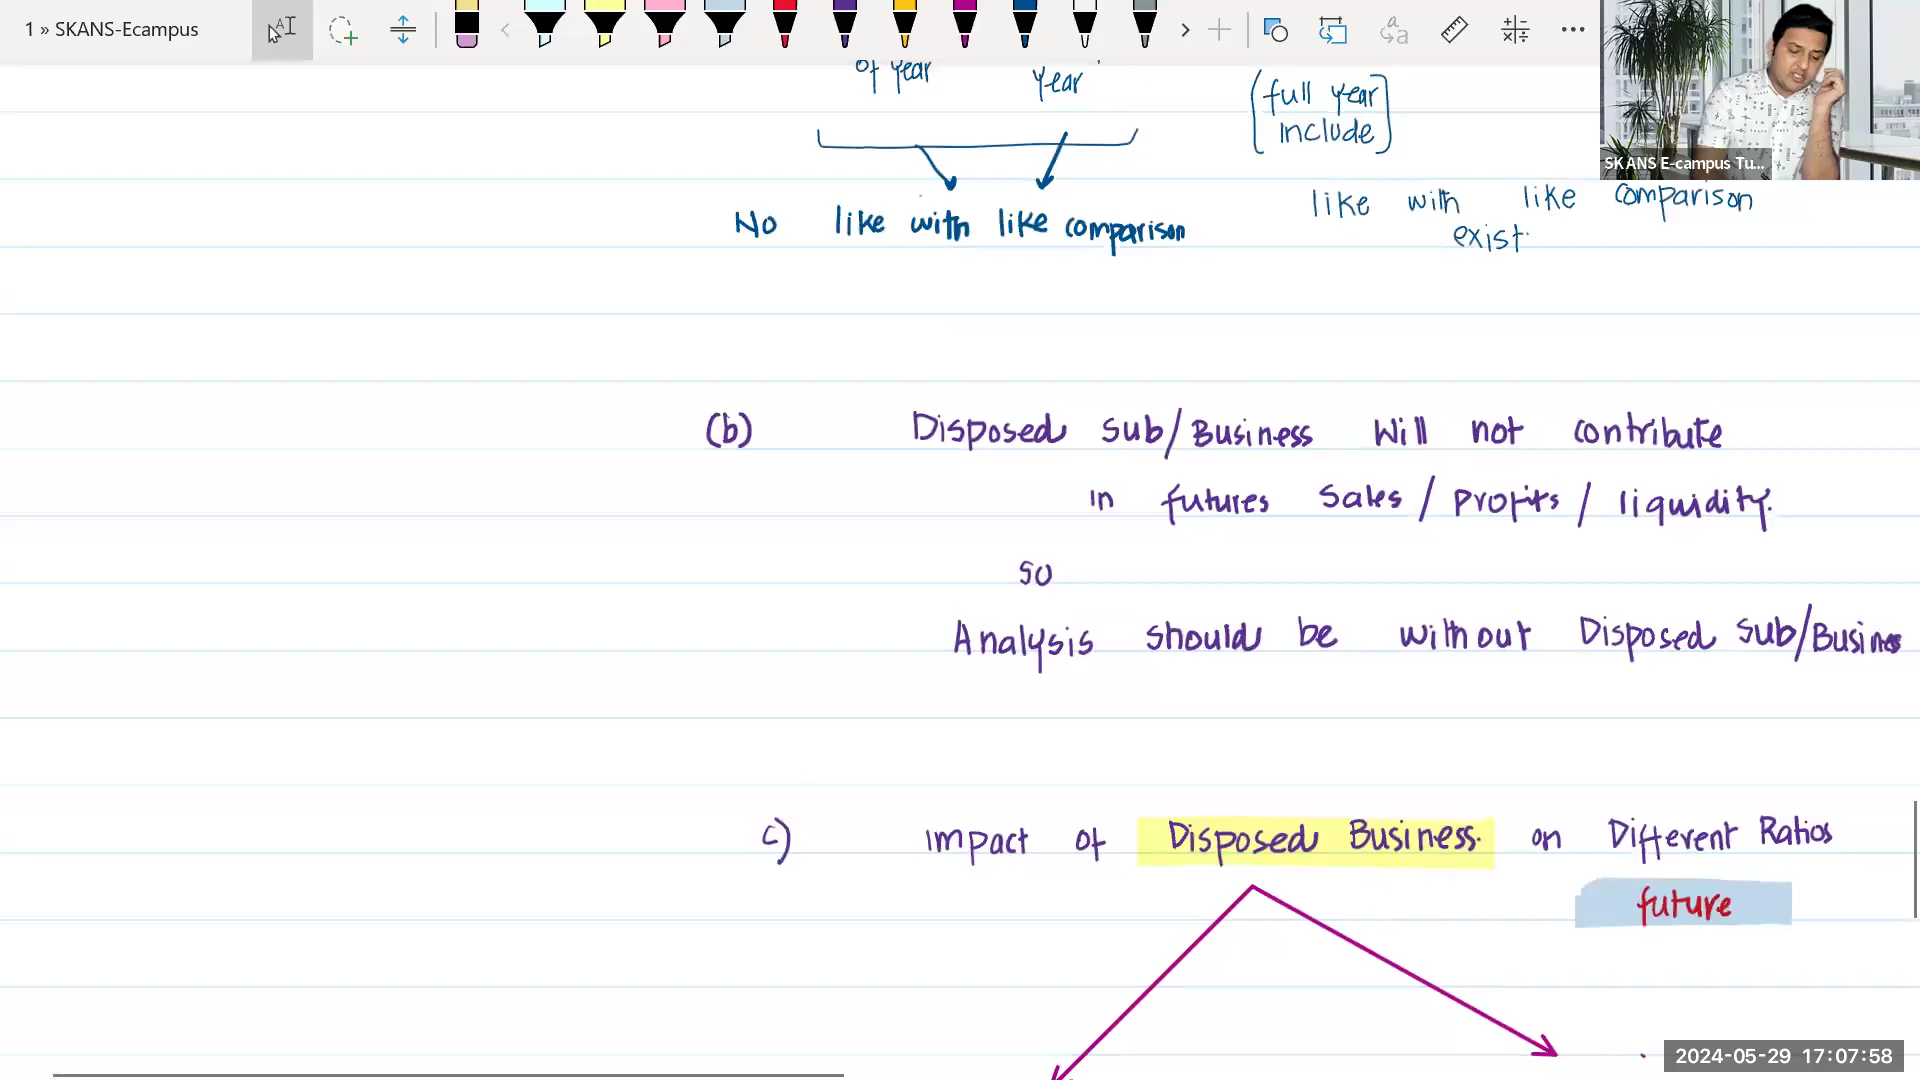 1 » SKANS-Ecampus
SKANS E-campus Tu...
of year
year
(full year
include)
No like with like comparison
like with like comparison
exist.
(b) Disposed sub/Business will not contribute
in futures sales/profits/liquidity.
so
Analysis should be without Disposed sub/Business
c) impact of Disposed Business. on Different Ratios
future
2024-05-29 17:07:58